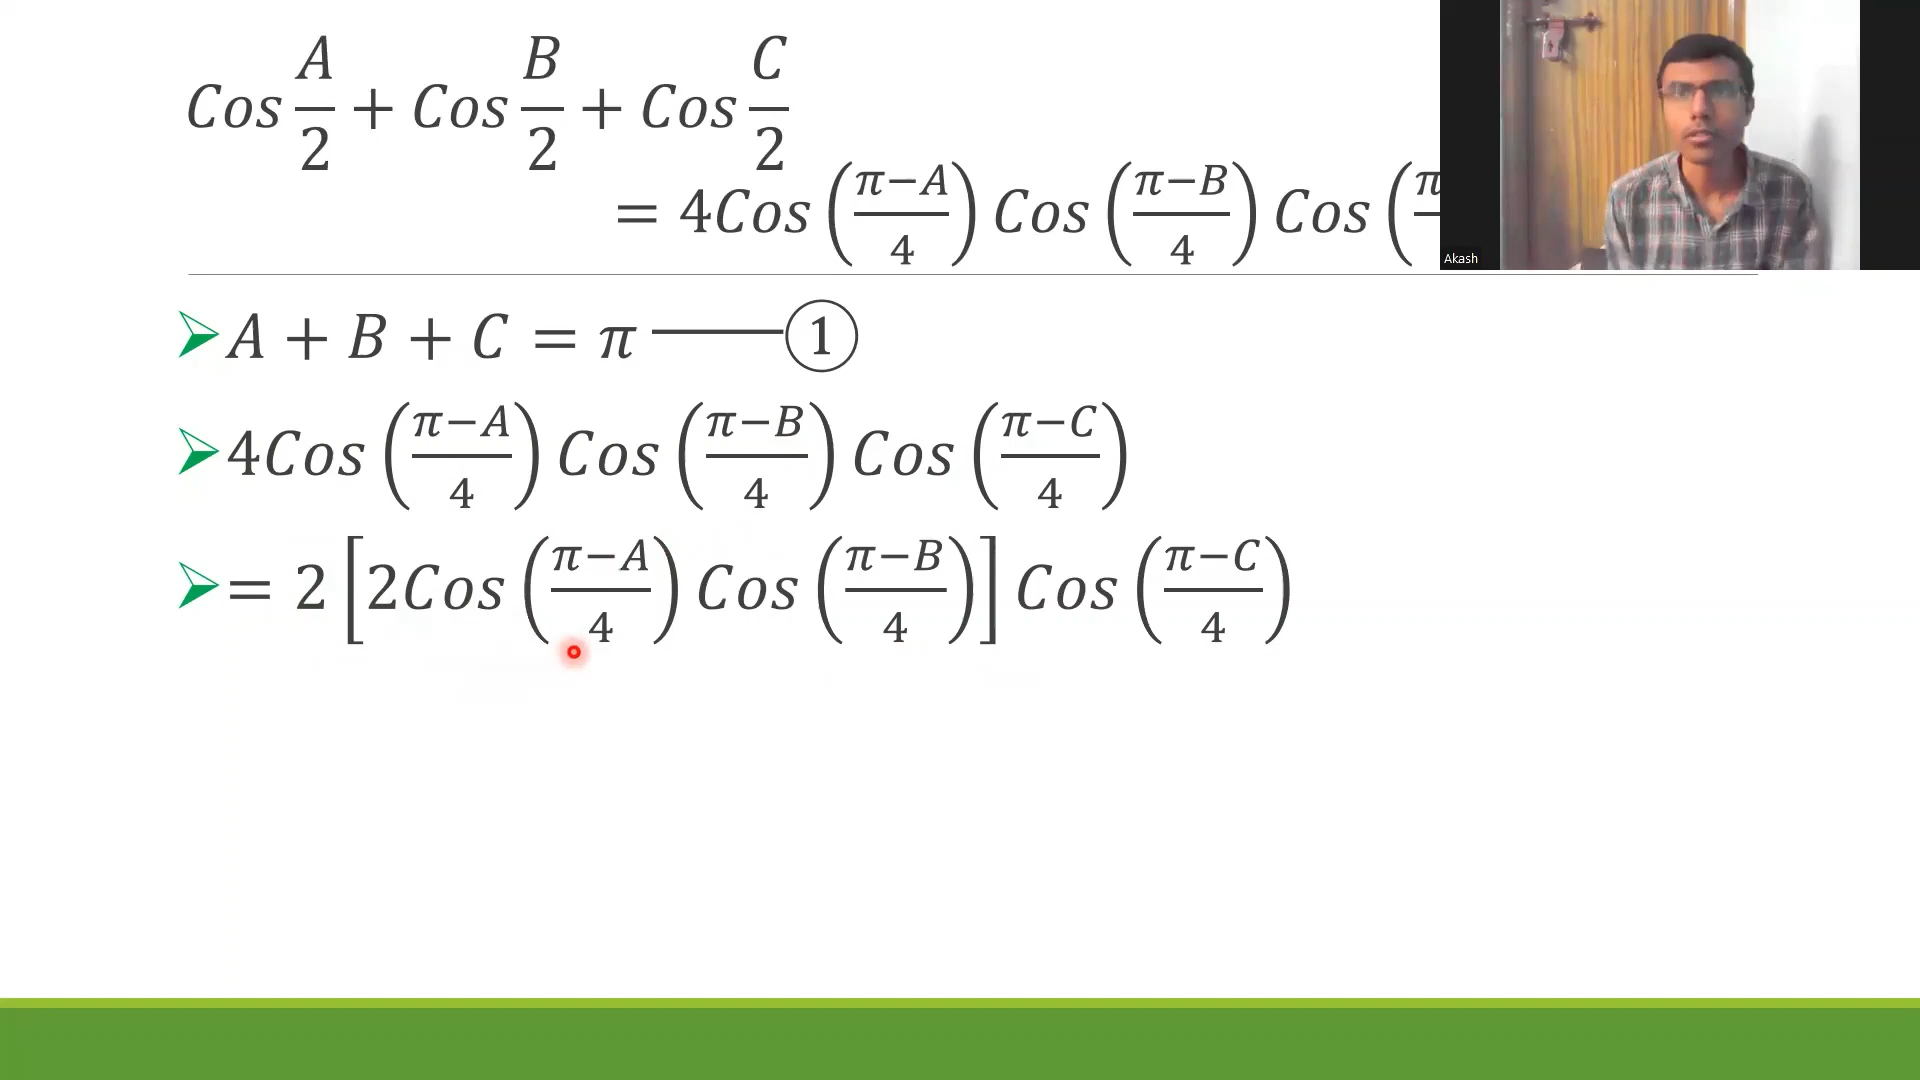 Cos A/2 + Cos B/2 + Cos C/2
= 4Cos((π−A)/4) Cos((π−B)/4) Cos(π
Akash
A + B + C = π ——— ①
4Cos((π−A)/4) Cos((π−B)/4) Cos((π−C)/4)
= 2[2Cos((π−A)/4) Cos((π−B)/4)] Cos((π−C)/4)